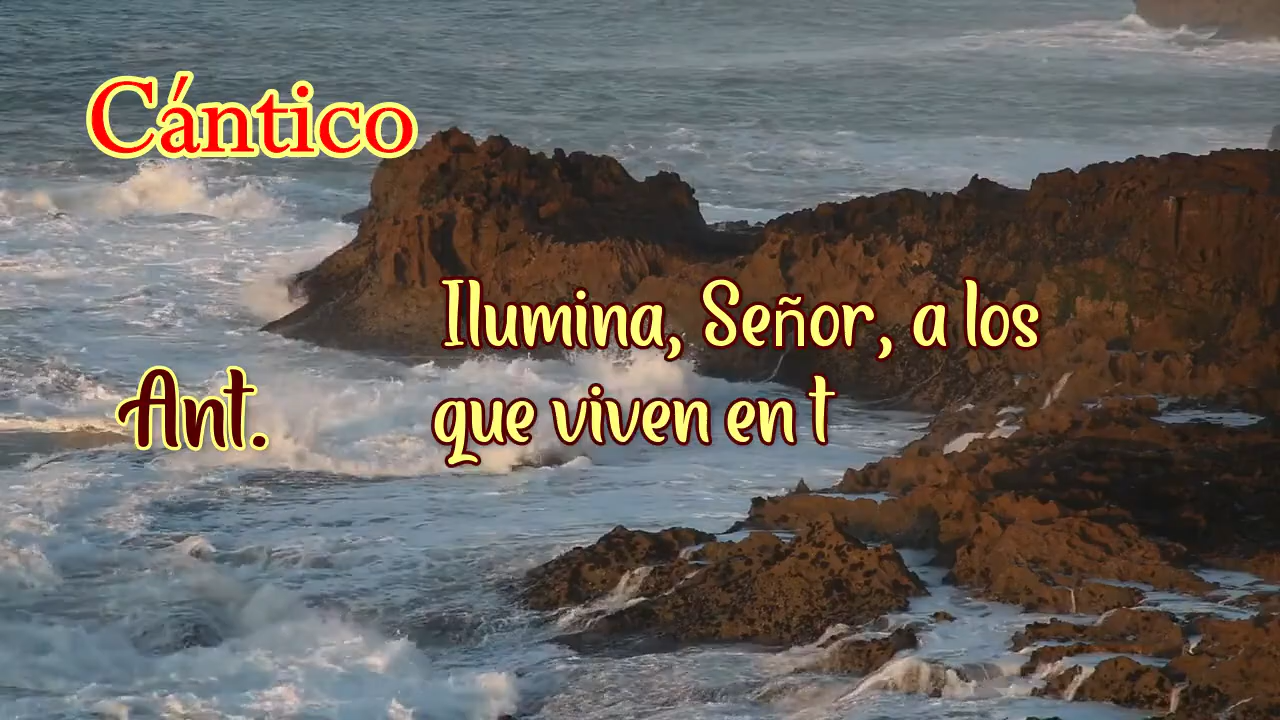 Cántico
Ilumina, Señor, a los
Ant.
que viven en t